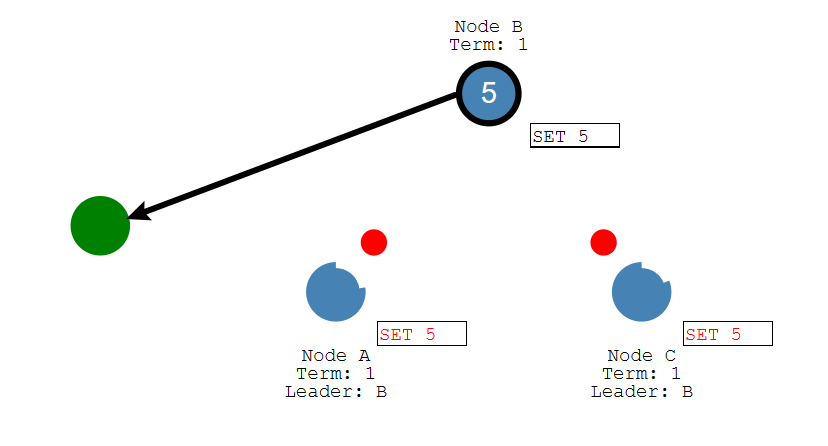 Node B
Term: 1
5
SET 5
SET 5
SET 5
Node A
Term: 1
Leader: B
Node C
Term: 1
Leader: B